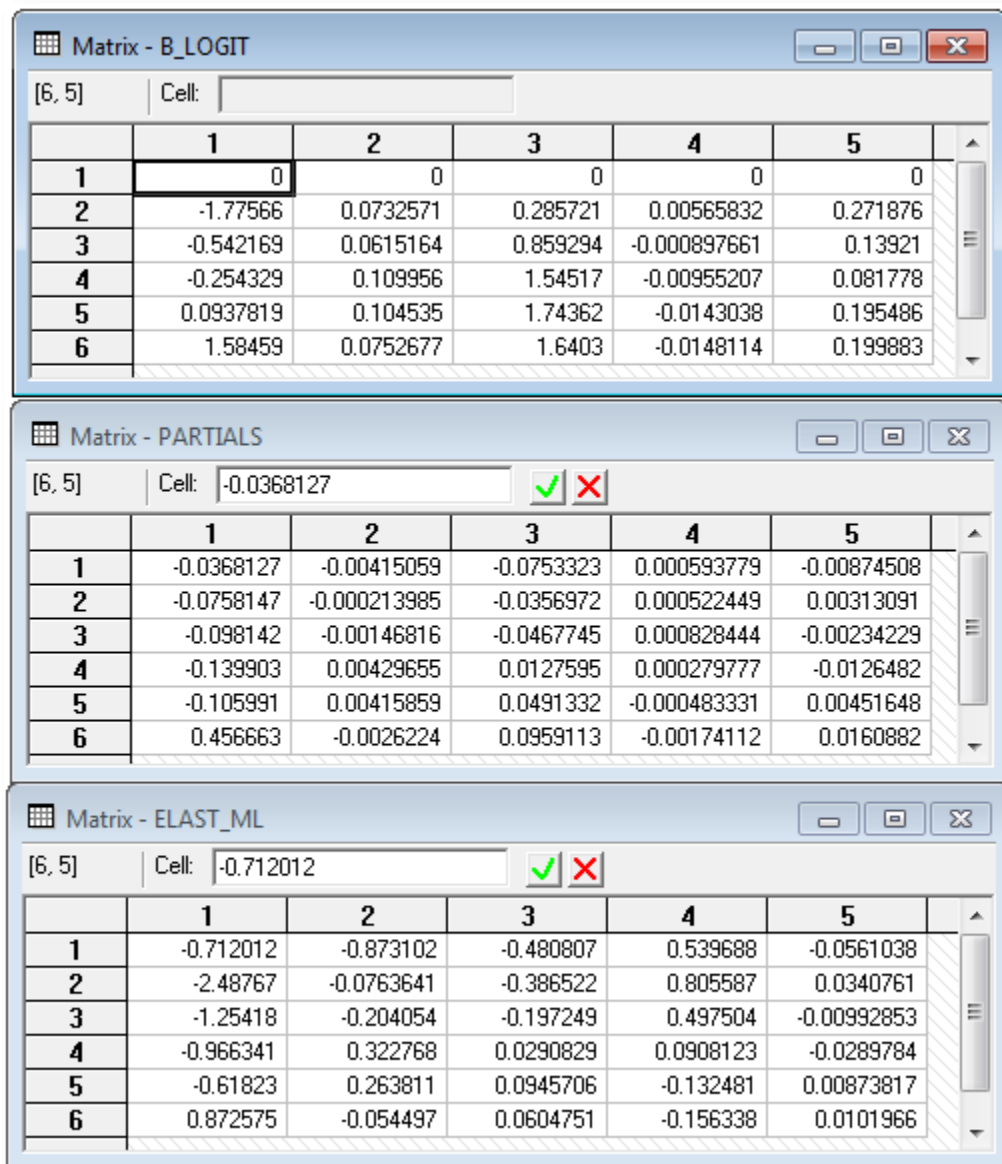 Matrix - B_LOGIT
[6, 5] Cell:
1 2 3 4 5
1 0 0 0 0 0
2 -1.77566 0.0732571 0.285721 0.00565832 0.271876
3 -0.542169 0.0615164 0.859294 -0.000897661 0.13921
4 -0.254329 0.109956 1.54517 -0.00955207 0.081778
5 0.0937819 0.104535 1.74362 -0.0143038 0.195486
6 1.58459 0.0752677 1.6403 -0.0148114 0.199883
Matrix - PARTIALS
[6, 5] Cell: -0.0368127
1 2 3 4 5
1 -0.0368127 -0.00415059 -0.0753323 0.000593779 -0.00874508
2 -0.0758147 -0.000213985 -0.0356972 0.000522449 0.00313091
3 -0.098142 -0.00146816 -0.0467745 0.000828444 -0.00234229
4 -0.139903 0.00429655 0.0127595 0.000279777 -0.0126482
5 -0.105991 0.00415859 0.0491332 -0.000483331 0.00451648
6 0.456663 -0.0026224 0.0959113 -0.00174112 0.0160882
Matrix - ELAST_ML
[6, 5] Cell: -0.712012
1 2 3 4 5
1 -0.712012 -0.873102 -0.480807 0.539688 -0.0561038
2 -2.48767 -0.0763641 -0.386522 0.805587 0.0340761
3 -1.25418 -0.204054 -0.197249 0.497504 -0.00992853
4 -0.966341 0.322768 0.0290829 0.0908123 -0.0289784
5 -0.61823 0.263811 0.0945706 -0.132481 0.00873817
6 0.872575 -0.054497 0.0604751 -0.156338 0.0101966